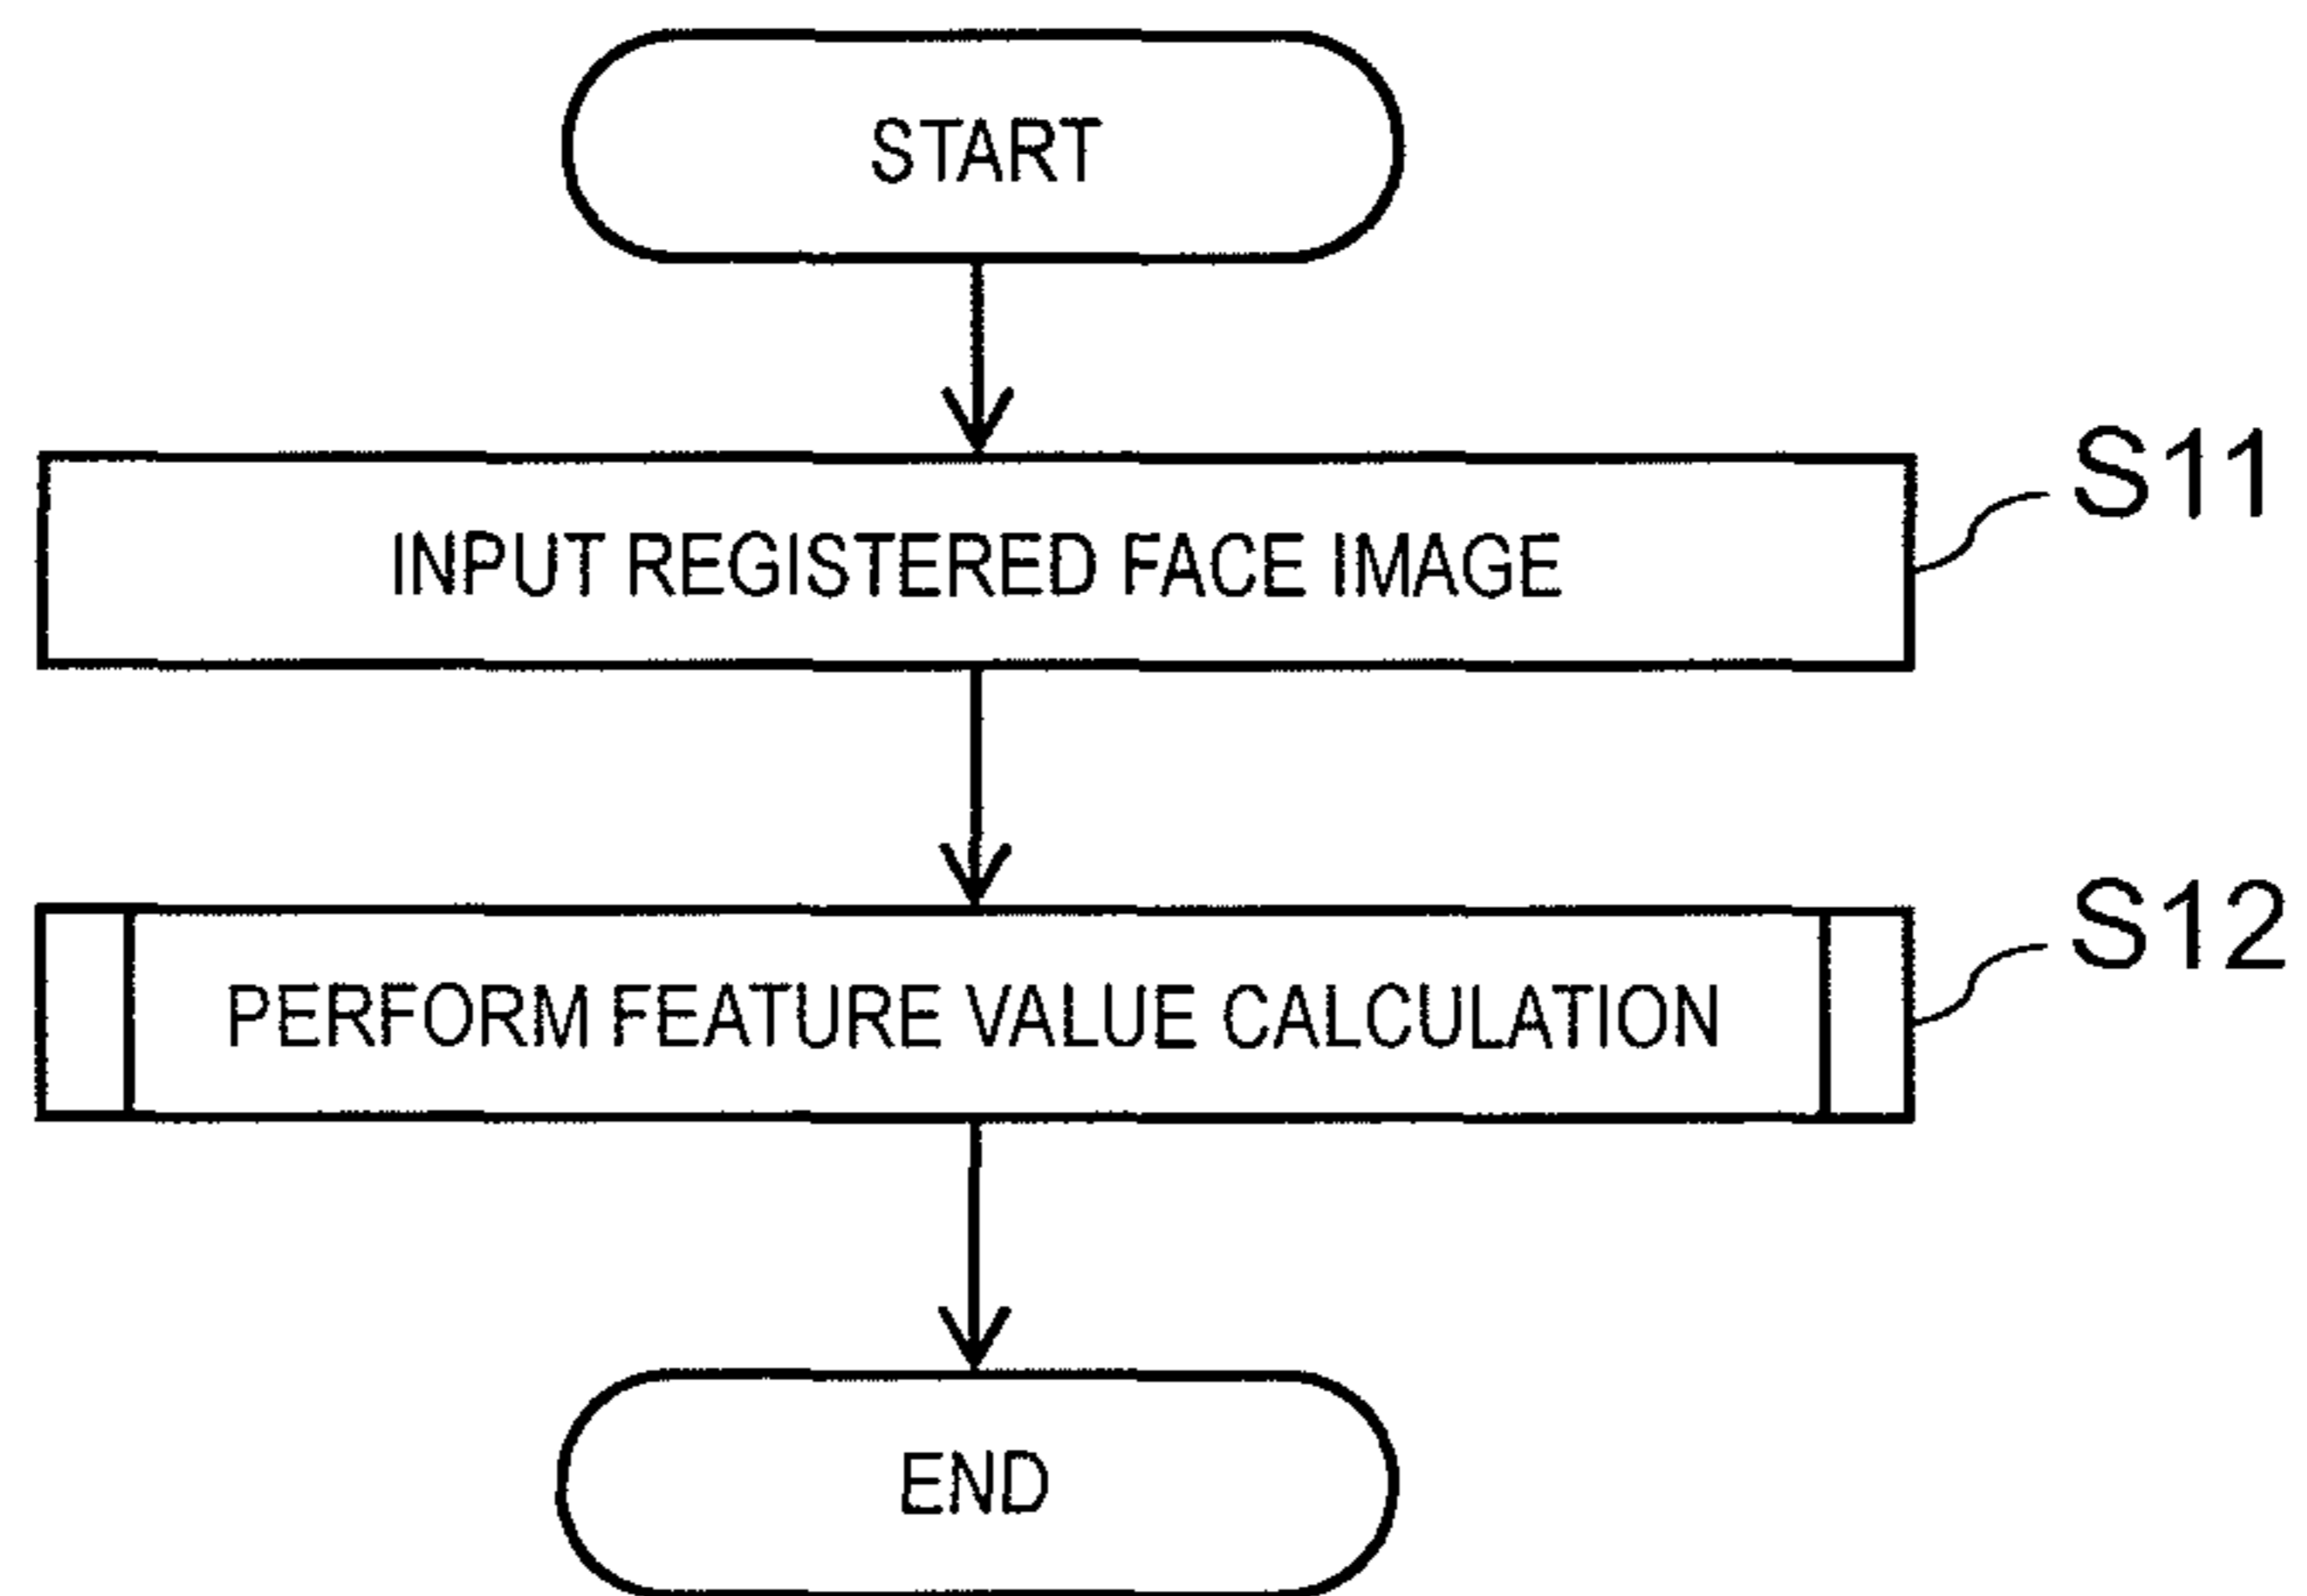 START
INPUT REGISTERED FACE IMAGE
S11
PERFORM FEATURE VALUE CALCULATION
S12
END